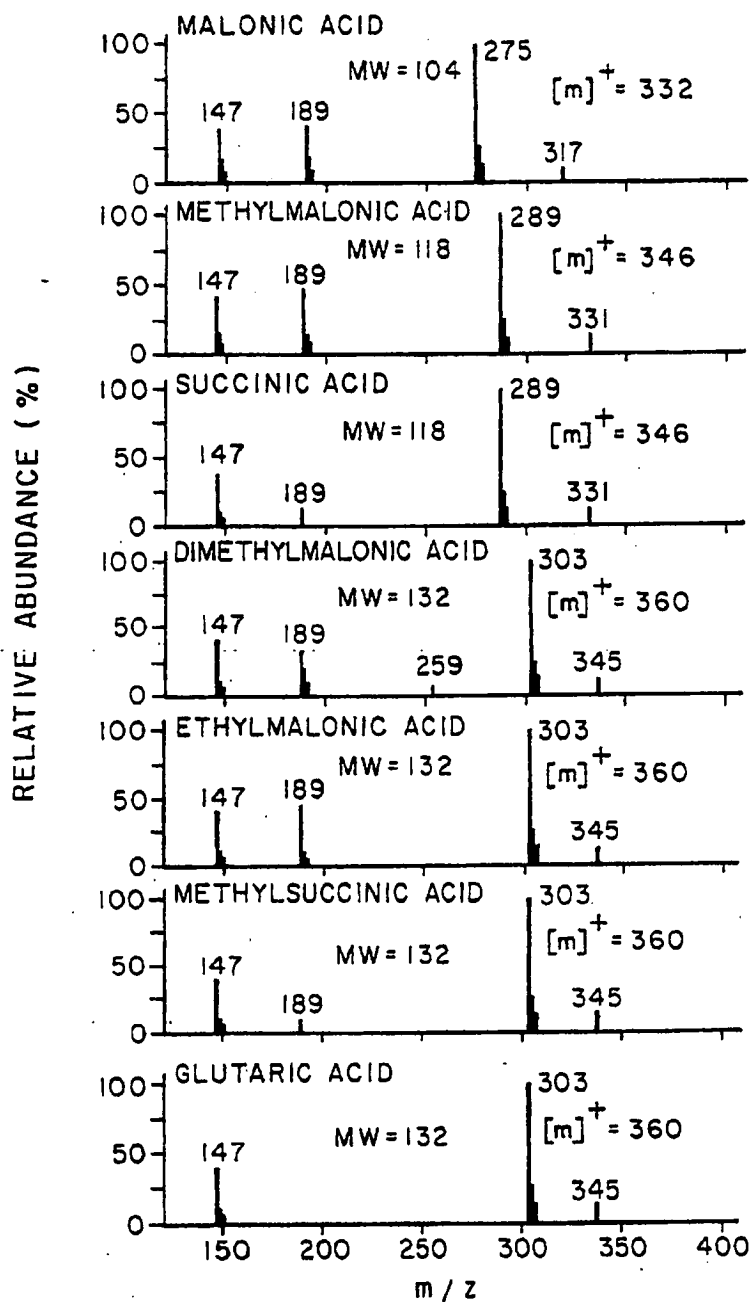 RELATIVE ABUNDANCE (%)
MALONIC ACID
100
50
0
147
189
MW = 104
275
[m]+ = 332
317
METHYLMALONIC ACID
100
50
0
147
189
MW = 118
289
[m]+ = 346
331
SUCCINIC ACID
100
50
0
147
189
MW = 118
289
[m]+ = 346
331
DIMETHYLMALONIC ACID
100
50
0
147
189
259
MW = 132
303
[m]+ = 360
345
ETHYLMALONIC ACID
100
50
0
147
189
MW = 132
303
[m]+ = 360
345
METHYLSUCCINIC ACID
100
50
0
147
189
MW = 132
303
[m]+ = 360
345
GLUTARIC ACID
100
50
0
147
MW = 132
303
[m]+ = 360
345
150 200 250 300 350 400
m / z